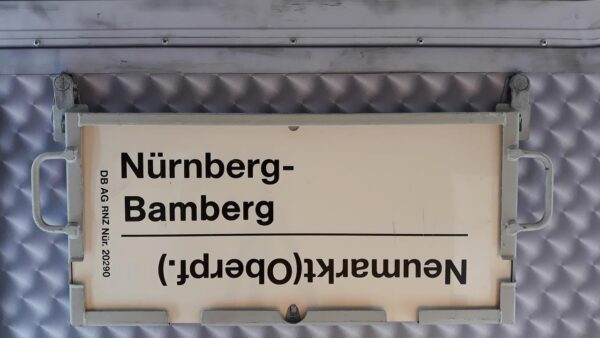 Nürnberg-
Bamberg
Neumarkt(Oberpf.)
DB AG RNZ Nür. 20290